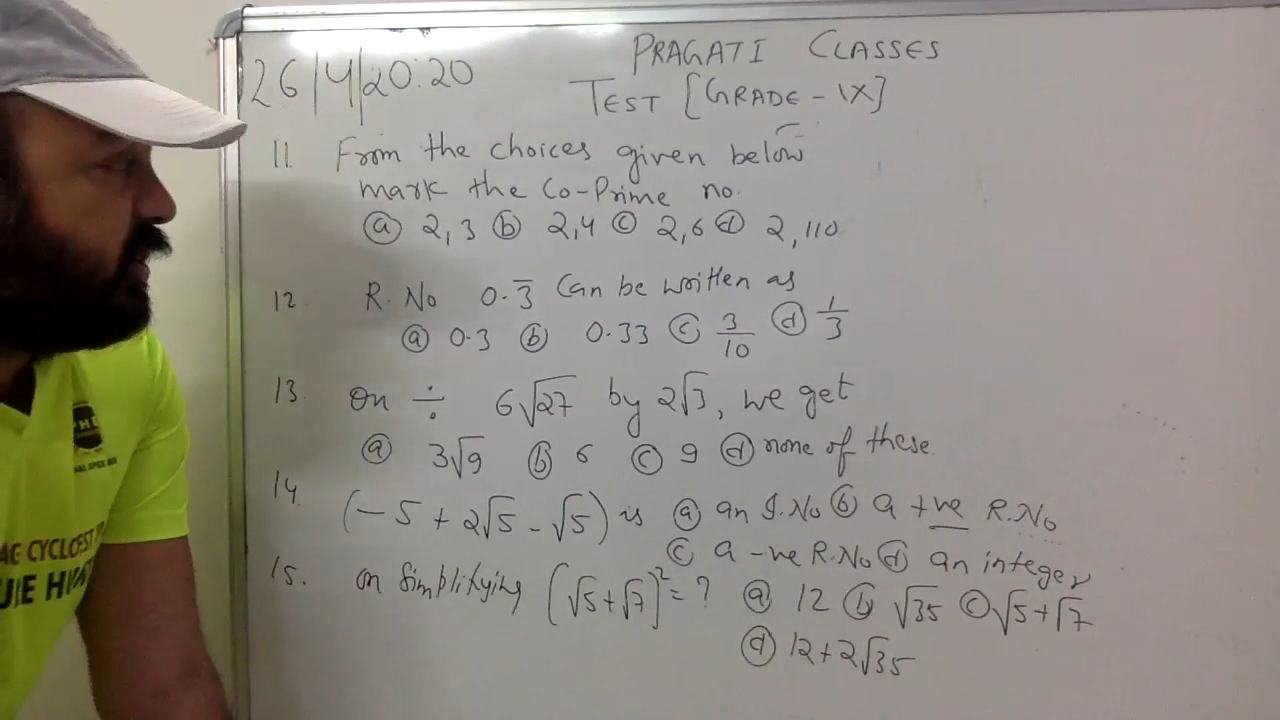 PRAGATI CLASSES
26/4/20:20
TEST [GRADE-IX]
11. From the choices given below
mark the Co-Prime no.
(a) 2,3 (b) 2,4 (c) 2,6 (d) 2,110
12. R.No 0.3̅ Can be written as
(a) 0.3 (b) 0.33 (c) 3/10 (d) 1/3
13. On ÷ 6√27 by 2√3, we get
(a) 3√9 (b) 6 (c) 9 (d) none of these
14. (-5+2√5-√5) is (a) an I.No (b) a +ve R.No
(c) a -ve R.No (d) an integer
15. on Simplifying (√5+√7)²=? (a) 12 (b) √35 (c) √5+√7
(d) 12+2√35
CYCLOFEST